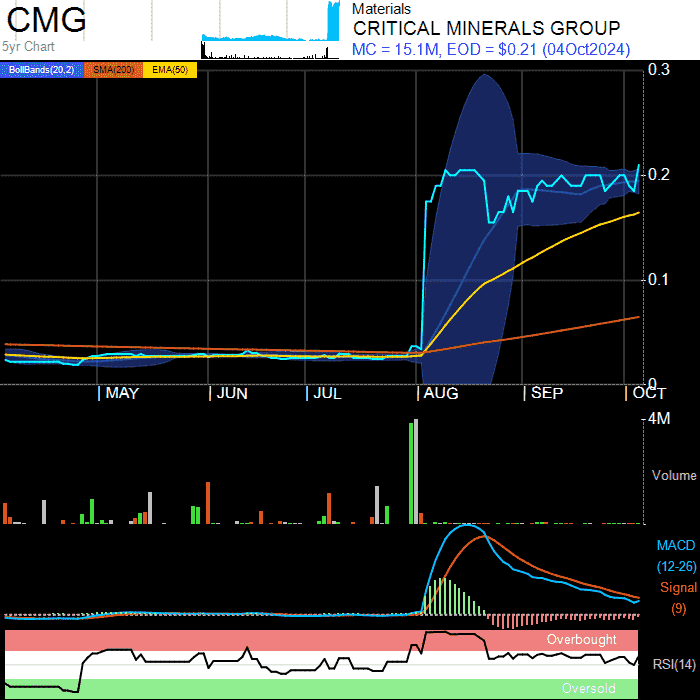 CMG
Materials
CRITICAL MINERALS GROUP
5yr Chart
MC = 15.1M, EOD = $0.21 (04Oct2024)
BollBands(20,2) SMA(200) EMA(50)
0.3
0.2
0.1
0
| MAY | JUN | JUL | AUG | SEP | OCT
4M
Volume
MACD
(12-26)
Signal
(9)
Overbought
RSI(14)
Oversold